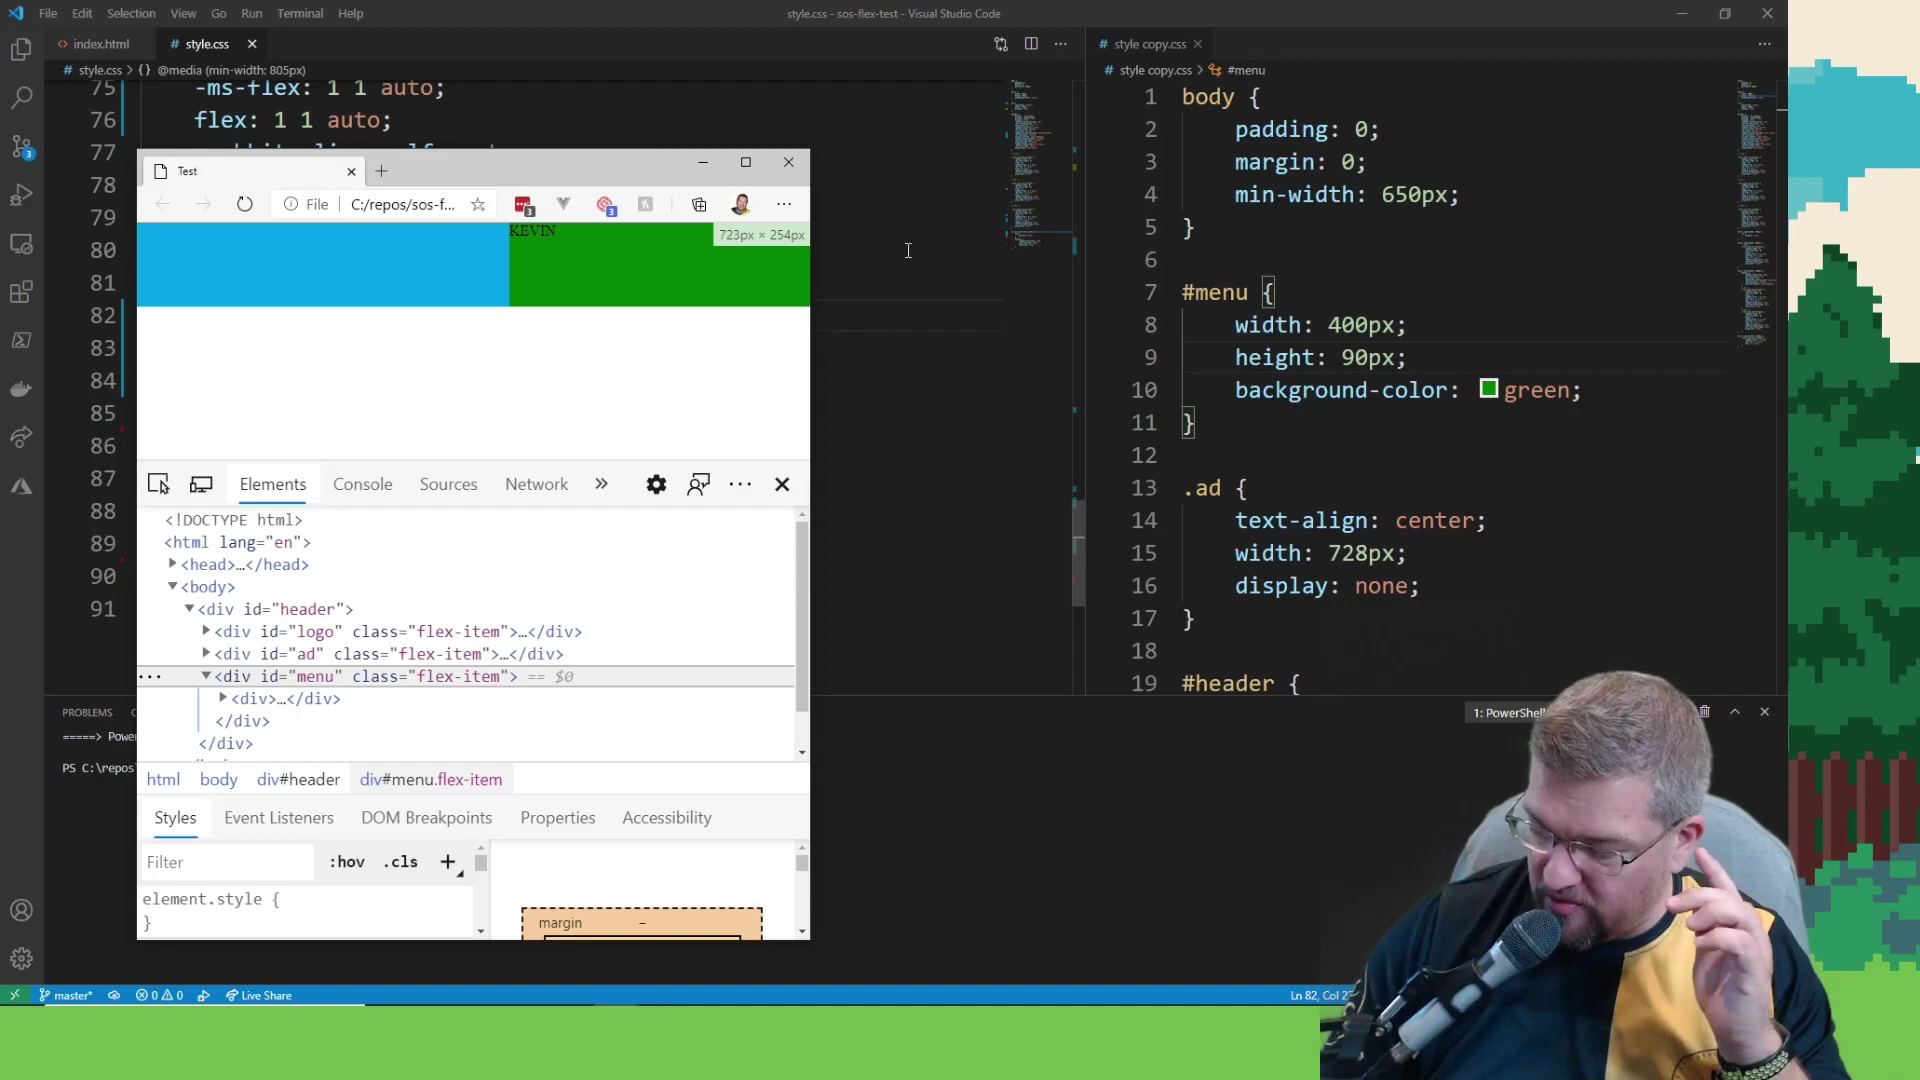 File Edit Selection View Go Run Terminal Help
style.css - sos-flex-test - Visual Studio Code
index.html
style.css
style.css > {} @media (min-width: 805px)
75 -ms-flex: 1 1 auto;
76 flex: 1 1 auto;
77
78
79
80
81
82
83
84
85
86
87
88
89
90
91
Test
File C:/repos/sos-f...
3
3
KEVIN
723px × 254px
Elements Console Sources Network
<!DOCTYPE html>
<html lang="en">
<head>…</head>
<body>
<div id="header">
<div id="logo" class="flex-item">…</div>
<div id="ad" class="flex-item">…</div>
<div id="menu" class="flex-item"> == $0
<div>…</div>
</div>
</div>
html body div#header div#menu.flex-item
Styles Event Listeners DOM Breakpoints Properties Accessibility
Filter :hov .cls +
element.style {
}
margin –
style copy.css
style copy.css > #menu
1 body {
2 padding: 0;
3 margin: 0;
4 min-width: 650px;
5 }
6
7 #menu {
8 width: 400px;
9 height: 90px;
10 background-color: green;
11 }
12
13 .ad {
14 text-align: center;
15 width: 728px;
16 display: none;
17 }
18
19 #header {
PROBLEMS
=====> Powe
PS C:\repos
1: PowerShell
3
master* 0 0 Live Share
Ln 82, Col 2